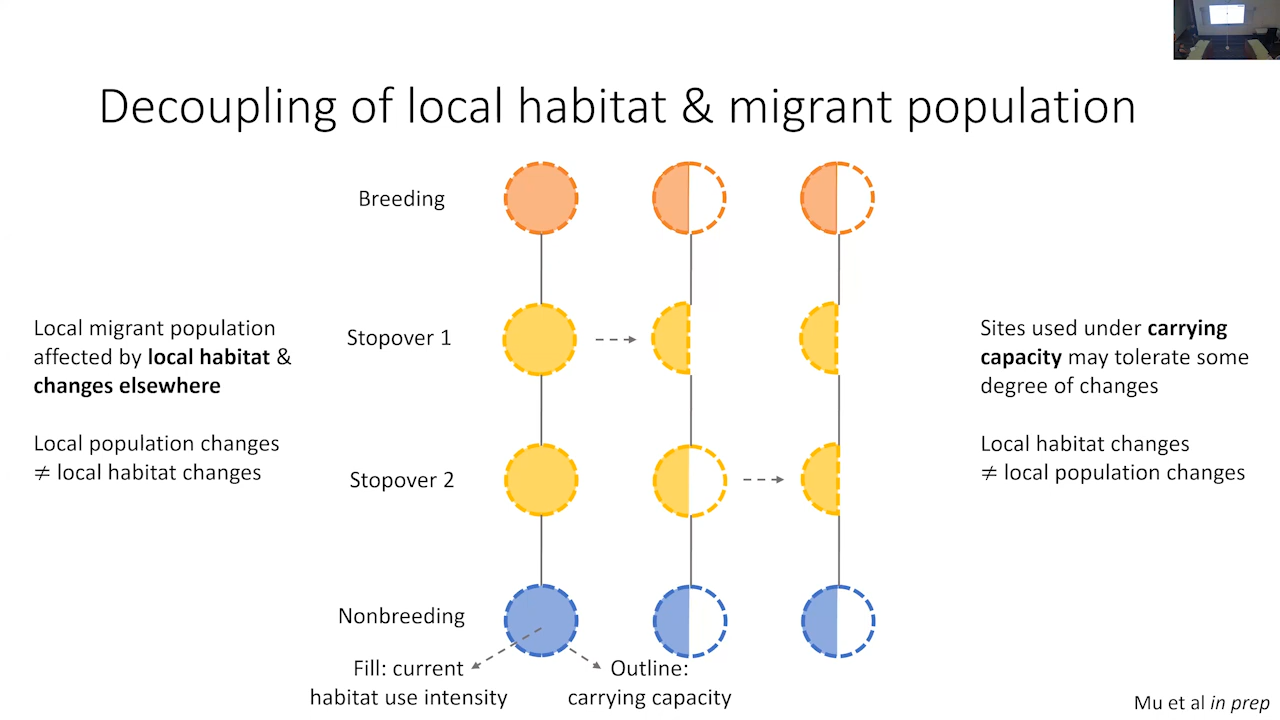 Decoupling of local habitat & migrant population
Breeding
Stopover 1
Stopover 2
Nonbreeding
Local migrant population
affected by local habitat &
changes elsewhere
Local population changes
≠ local habitat changes
Sites used under carrying
capacity may tolerate some
degree of changes
Local habitat changes
≠ local population changes
Fill: current
habitat use intensity
Outline:
carrying capacity
Mu et al in prep